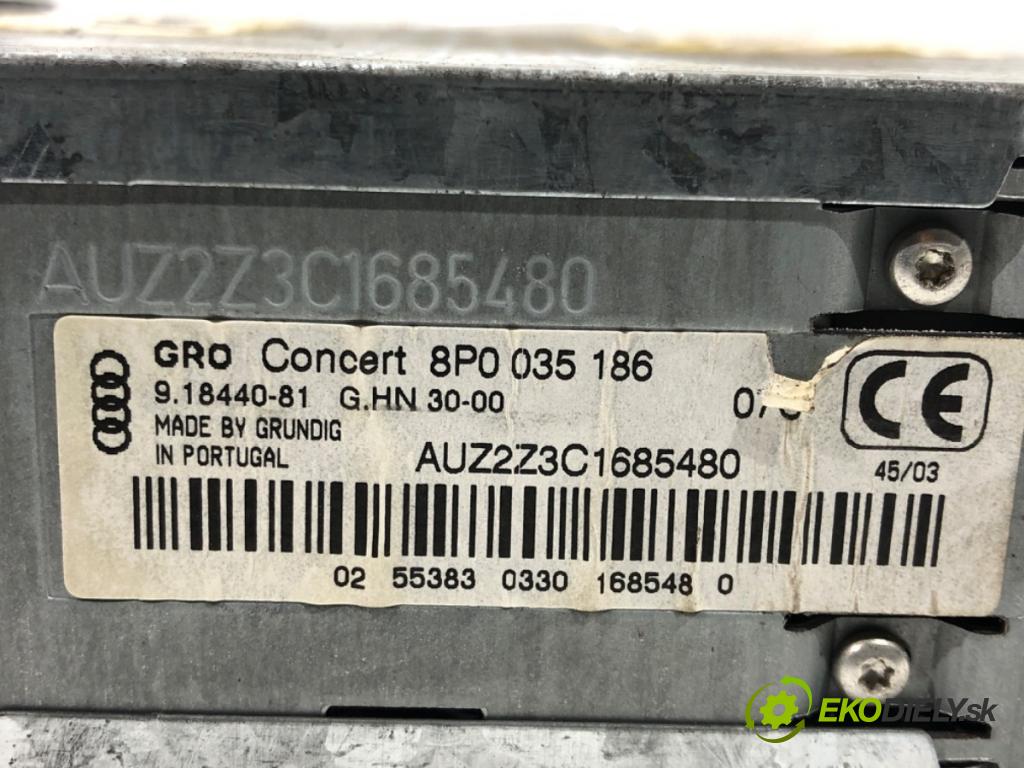 AUZ2Z3C1685480
GRO Concert 8P0 035 186
9.18440-81 G.HN 30-00
MADE BY GRUNDIG
IN PORTUGAL
AUZ2Z3C1685480
CE
45/03
02 55383 0330 168548 0
EKODIELY.sk